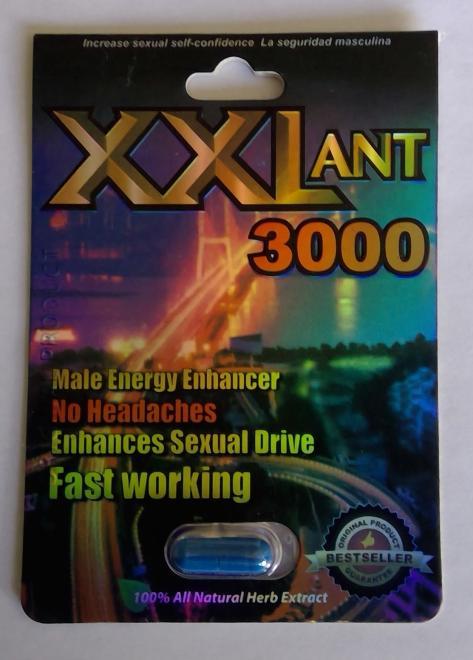 Increase sexual self-confidence La seguridad masculina
XXLANT
3000
PRODUCT
Male Energy Enhancer
No Headaches
Enhances Sexual Drive
Fast working
ORIGINAL PRODUCT
BESTSELLER
GUARANTEE
100% All Natural Herb Extract